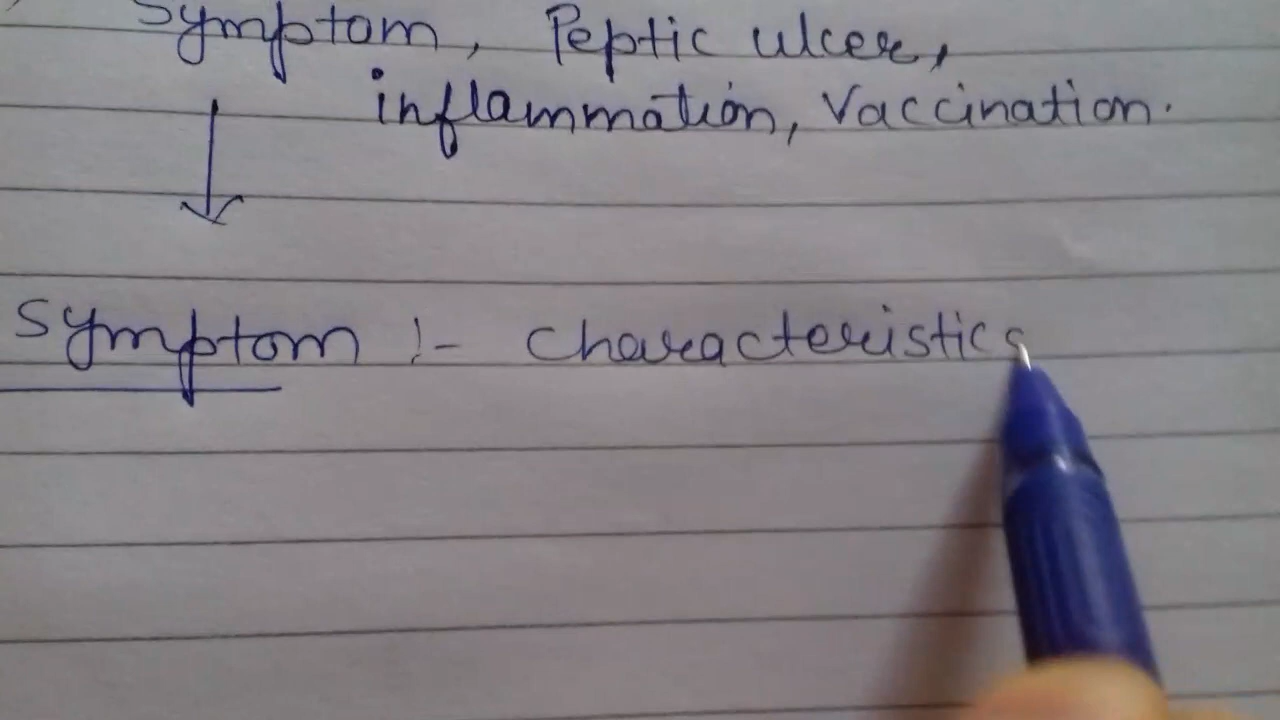 Symptom, Peptic ulcer,
inflammation, Vaccination.
Symptom :- Characteristics